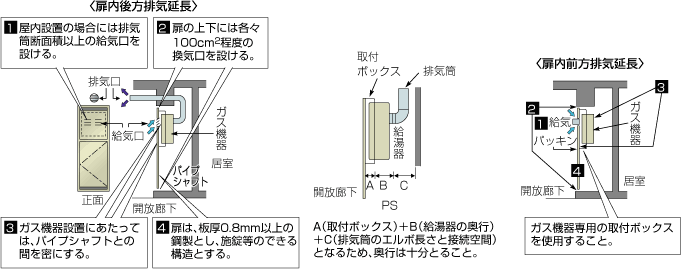 〈扉内後方排気延長〉
1 屋内設置の場合には排気
筒断面積以上の給気口を
設ける。
2 扉の上下には各々
100cm²程度の
換気口を設ける。
排気口
給気口
ガス機器
居室
パイプ
シャフト
正面
開放廊下
3 ガス機器設置にあたって
は、パイプシャフトとの
間を密にする。
4 扉は、板厚0.8mm以上の
鋼製とし、施錠等のできる
構造とする。
取付
ボックス
排気筒
給湯器
A B C
開放廊下
PS
A(取付ボックス)+B(給湯器の奥行)
+C(排気筒のエルボ長さと接続空間)
となるため、奥行は十分とること。
〈扉内前方排気延長〉
3
2
1 給気
ガス機器
パッキン
4
居室
開放廊下
ガス機器専用の取付ボックス
を使用すること。